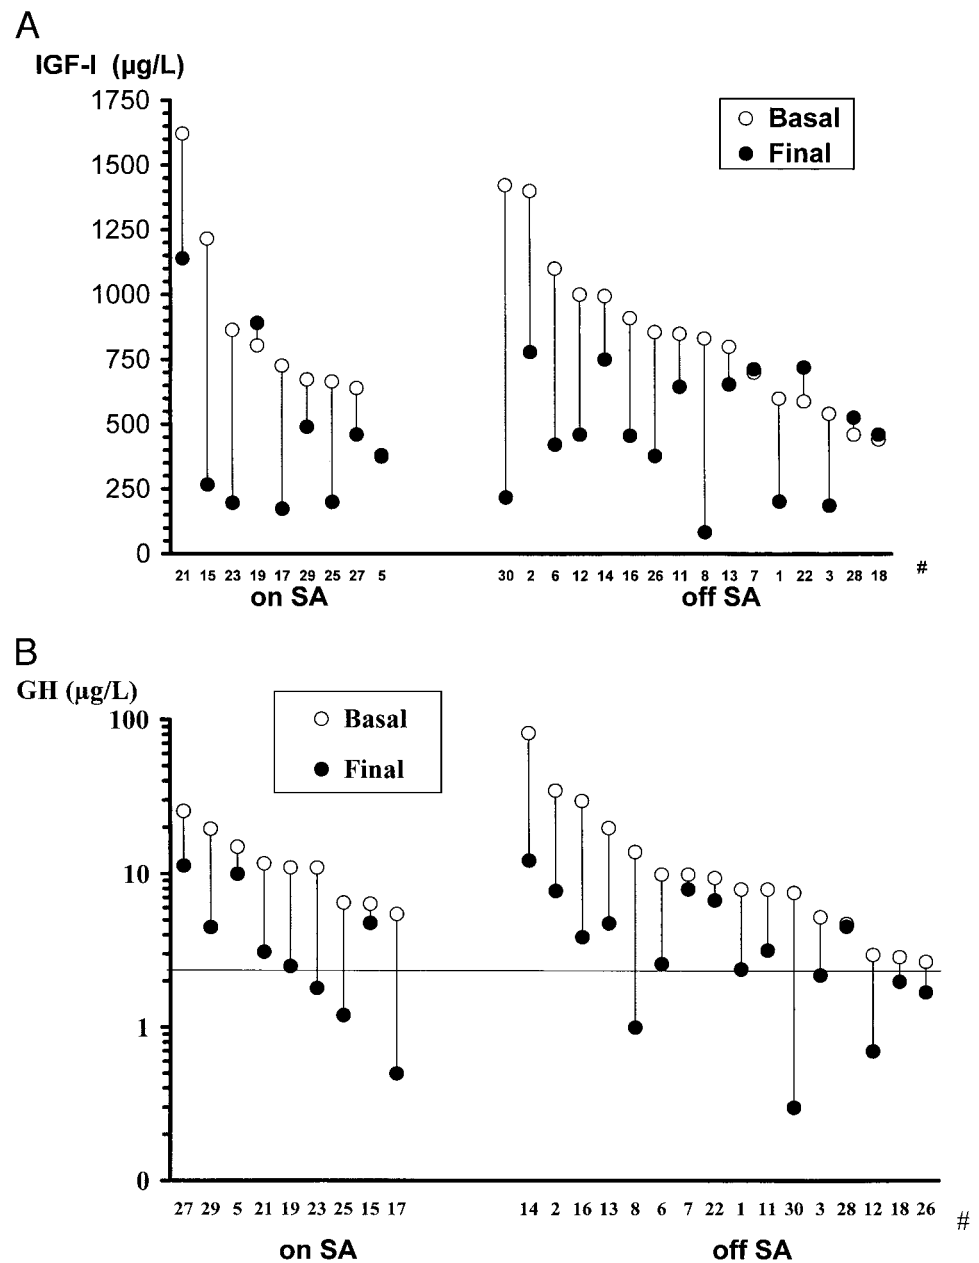 A
IGF-I (µg/L)
1750
1500
1250
1000
750
500
250
0
Basal
Final
21 15 23 19 17 29 25 27 5 30 2 6 12 14 16 26 11 8 13 7 1 22 3 28 18 #
on SA off SA
B
GH (µg/L)
100
10
1
0
Basal
Final
27 29 5 21 19 23 25 15 17 14 2 16 13 8 6 7 22 1 11 30 3 28 12 18 26 #
on SA off SA